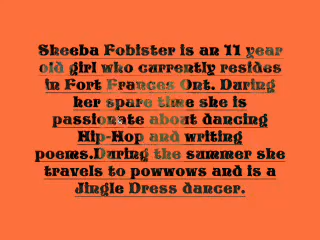 Sheeba Fobister is an 11 year
old girl who currently resides
in Fort Frances Ont. During
her spare time she is
passionate about dancing
Hip-Hop and writing
poems.During the summer she
travels to powwows and is a
Jingle Dress dancer.